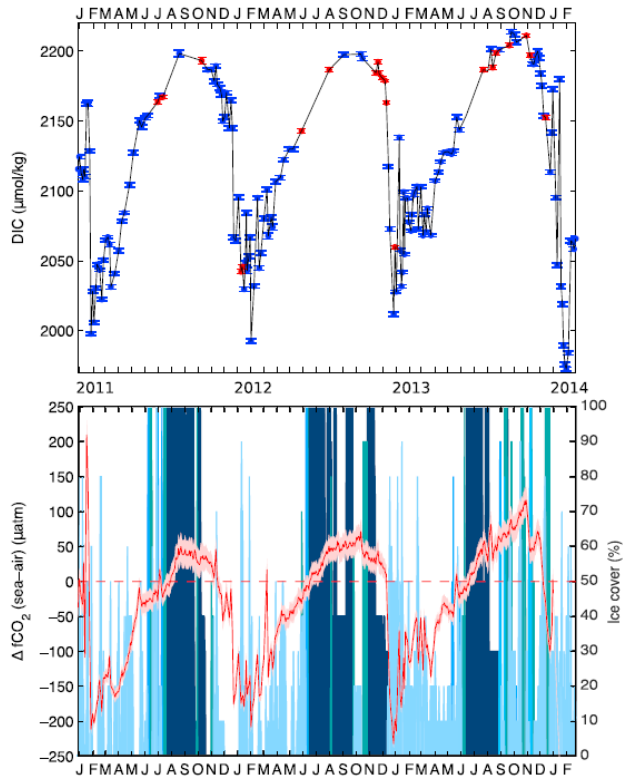 J F M A M J J A S O N D J F M A M J J A S O N D J F M A M J J A S O N D J F
2200
2150
2100
2050
2000
DIC (μmol/kg)
2011 2012 2013 2014
250 100
200 90
150 80
100 70
50 60
0 50
−50 40
−100 30
−150 20
−200 10
−250 0
Δ fCO₂ (sea–air) (μatm)
Ice cover (%)
J F M A M J J A S O N D J F M A M J J A S O N D J F M A M J J A S O N D J F